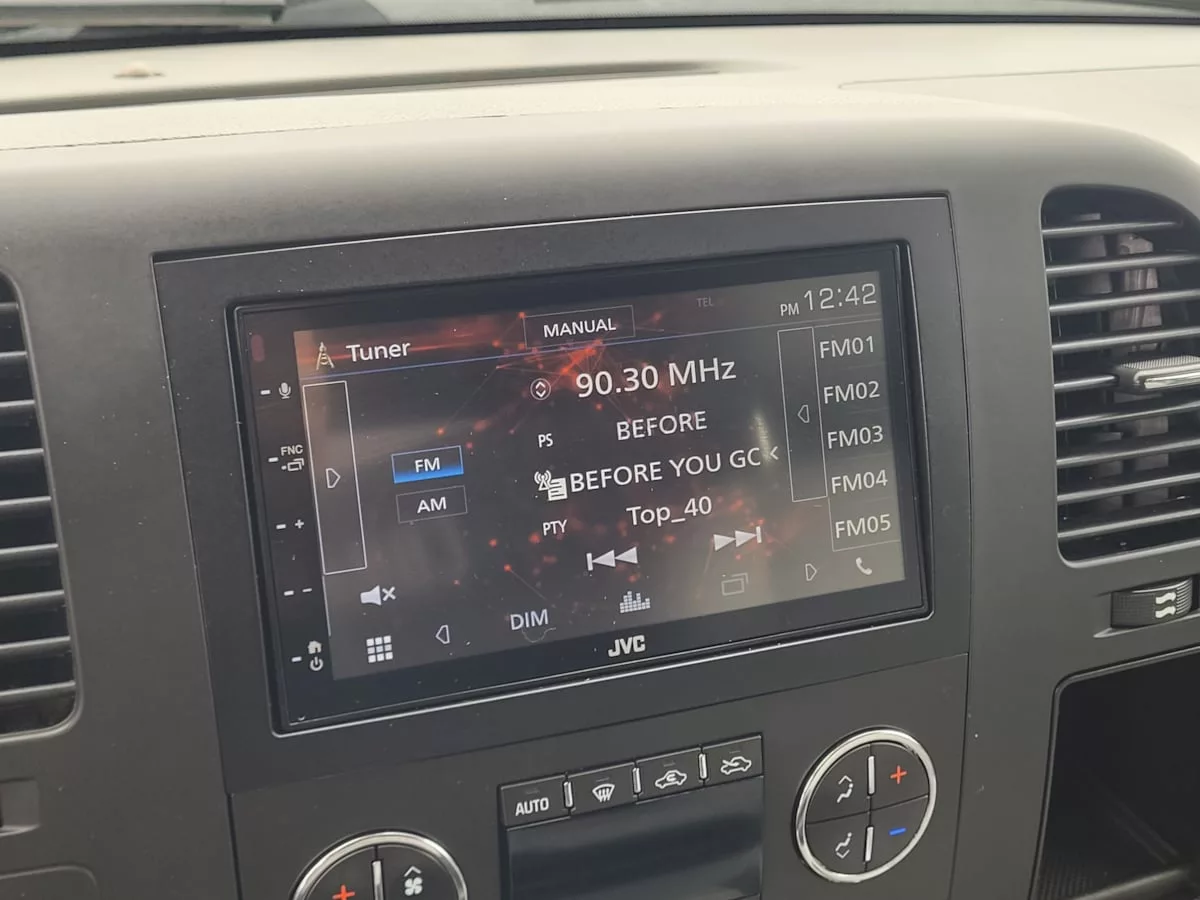 TEL
PM 12:42
Tuner
MANUAL
90.30 MHz
FM01
FM02
FM03
FM04
FM05
PS BEFORE
BEFORE YOU GC <
PTY Top_40
FM
AM
FNC
+
-
DIM
JVC
AUTO
+
-
+